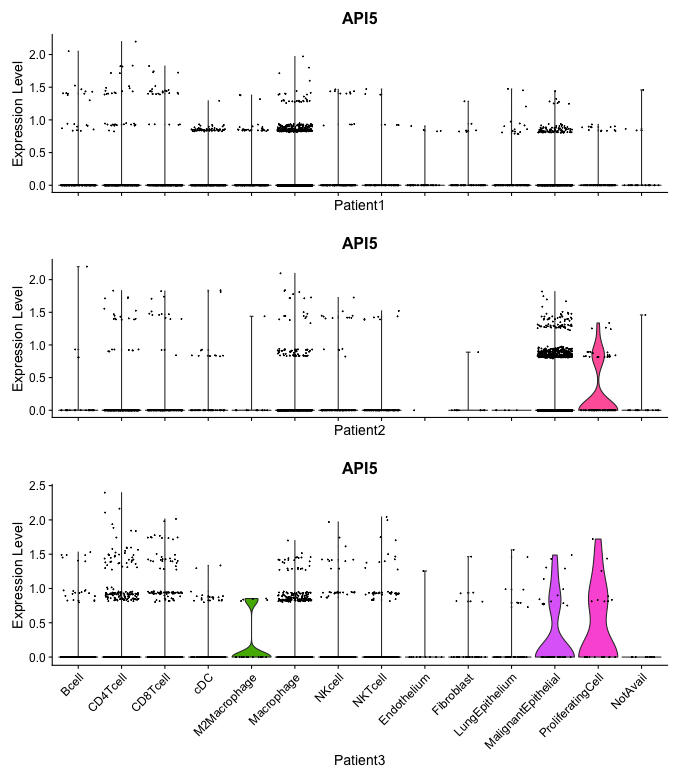 API5
Expression Level
2.0
1.5
1.0
0.5
0.0
Patient1
API5
Expression Level
2.0
1.5
1.0
0.5
0.0
Patient2
API5
Expression Level
2.5
2.0
1.5
1.0
0.5
0.0
Bcell
CD4Tcell
CD8Tcell
cDC
M2Macrophage
Macrophage
NKcell
NKTcell
Endothelium
Fibroblast
LungEpithelium
MalignantEpithelial
ProliferatingCell
NotAvail
Patient3